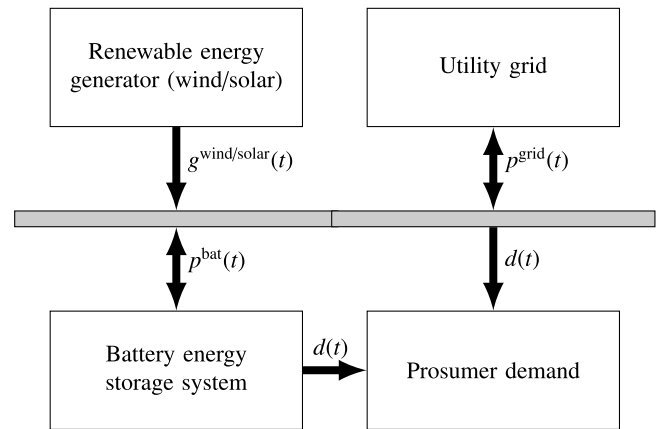 Renewable energy
generator (wind/solar)
Utility grid
g^wind/solar(t)
p^grid(t)
p^bat(t)
d(t)
Battery energy
storage system
d(t)
Prosumer demand